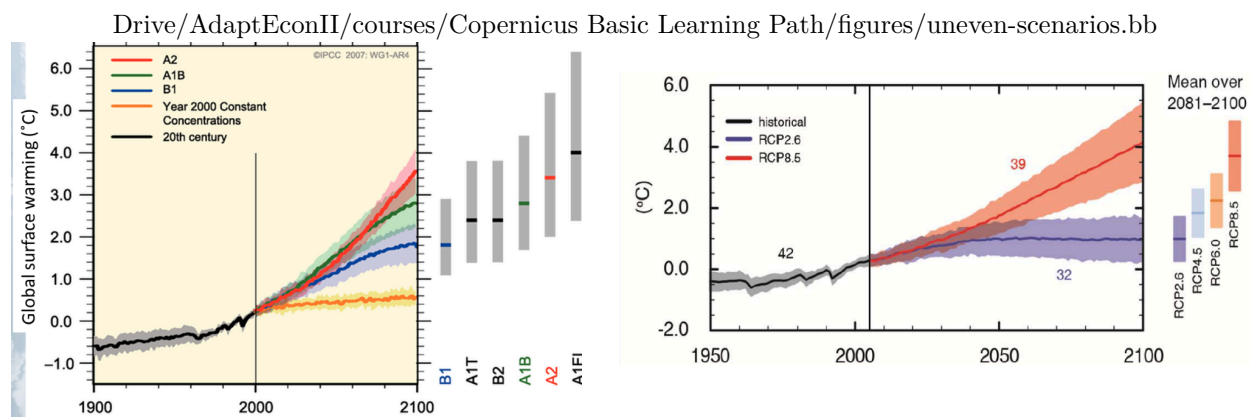 Drive/AdaptEconII/courses/Copernicus Basic Learning Path/figures/uneven-scenarios.bb
©IPCC 2007: WG1-AR4
Global surface warming (˚C)
6.0
5.0
4.0
3.0
2.0
1.0
0.0
−1.0
A2
A1B
B1
Year 2000 Constant
Concentrations
20th century
1900
2000
2100
B1
A1T
B2
A1B
A2
A1FI
(°C)
6.0
4.0
2.0
0.0
-2.0
historical
RCP2.6
RCP8.5
42
39
32
1950
2000
2050
2100
Mean over
2081–2100
RCP2.6
RCP4.5
RCP6.0
RCP8.5